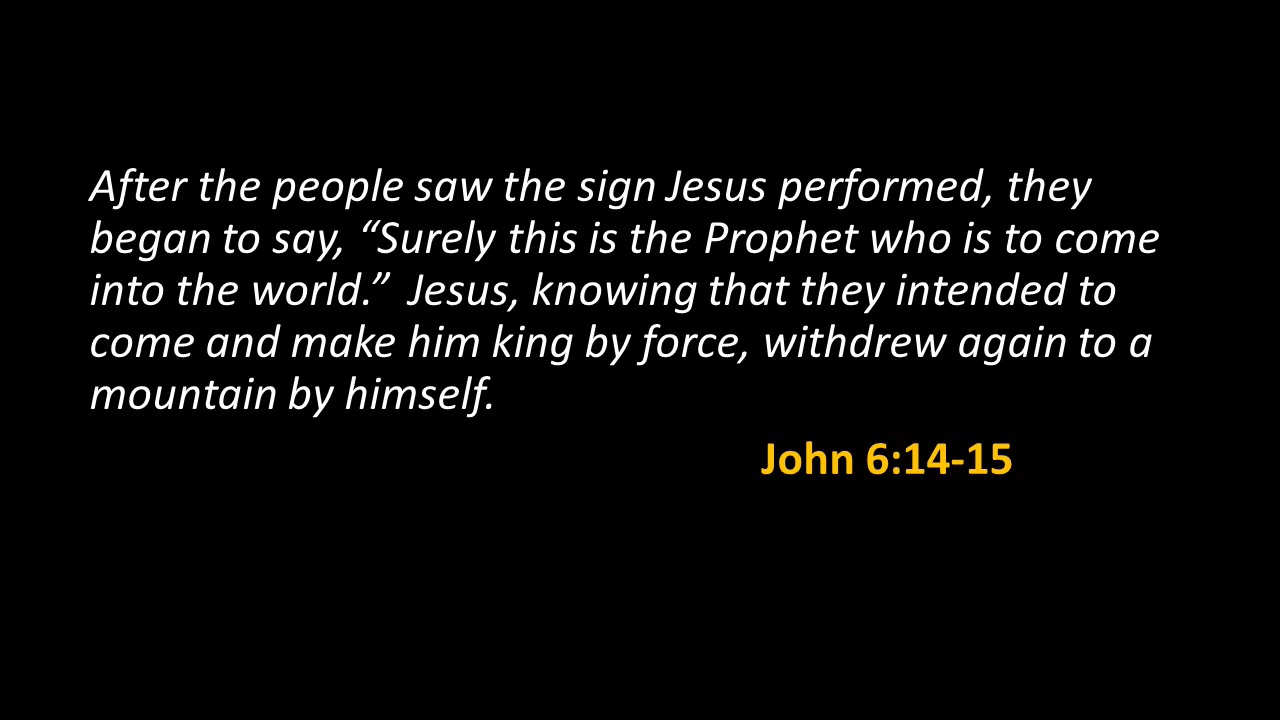 After the people saw the sign Jesus performed, they
began to say, “Surely this is the Prophet who is to come
into the world.”  Jesus, knowing that they intended to
come and make him king by force, withdrew again to a
mountain by himself.
John 6:14-15